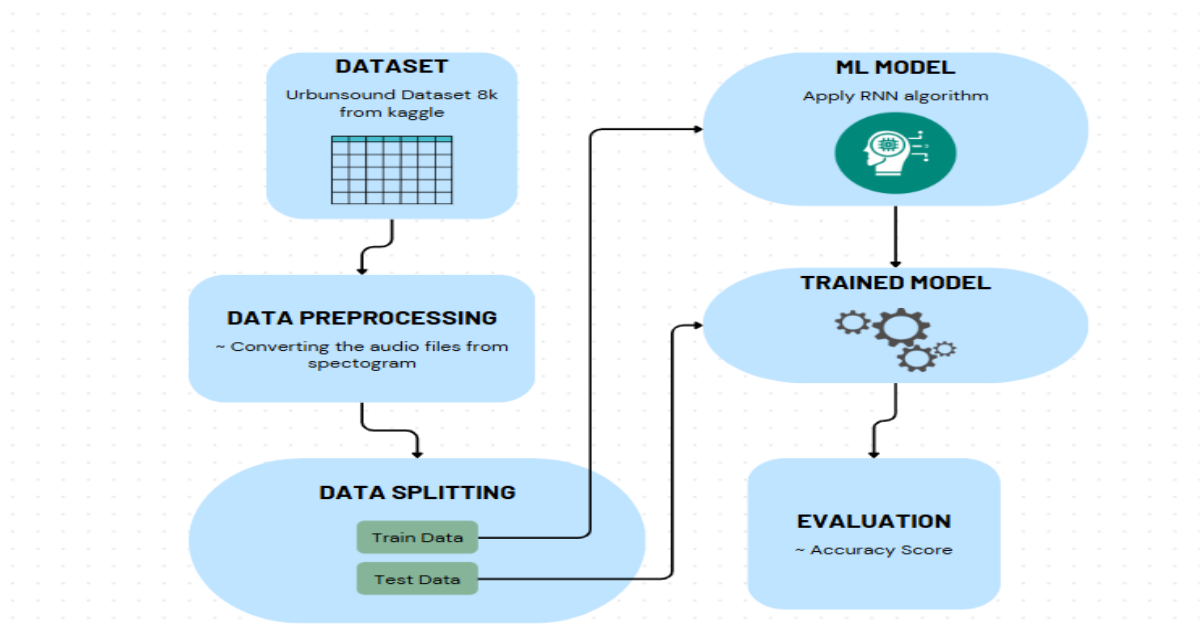 DATASET
Urbunsound Dataset 8k
from kaggle
DATA PREPROCESSING
~ Converting the audio files from
spectogram
DATA SPLITTING
Train Data
Test Data
ML MODEL
Apply RNN algorithm
TRAINED MODEL
EVALUATION
~ Accuracy Score